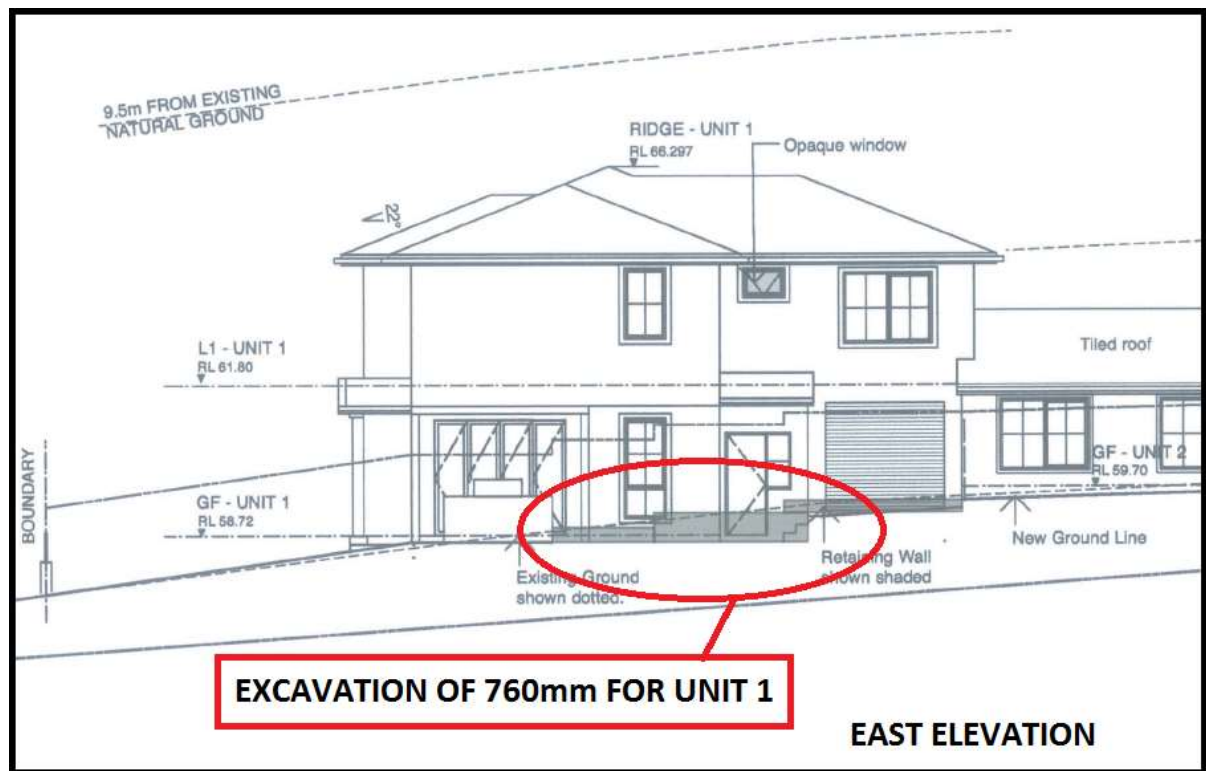 9.5m FROM EXISTING
NATURAL GROUND
RIDGE - UNIT 1
RL 66.297
Opaque window
22°
L1 - UNIT 1
RL 61.80
Tiled roof
BOUNDARY
GF - UNIT 1
RL 58.72
GF - UNIT 2
RL 59.70
Existing Ground
shown dotted.
Retaining Wall
shown shaded
New Ground Line
EXCAVATION OF 760mm FOR UNIT 1
EAST ELEVATION